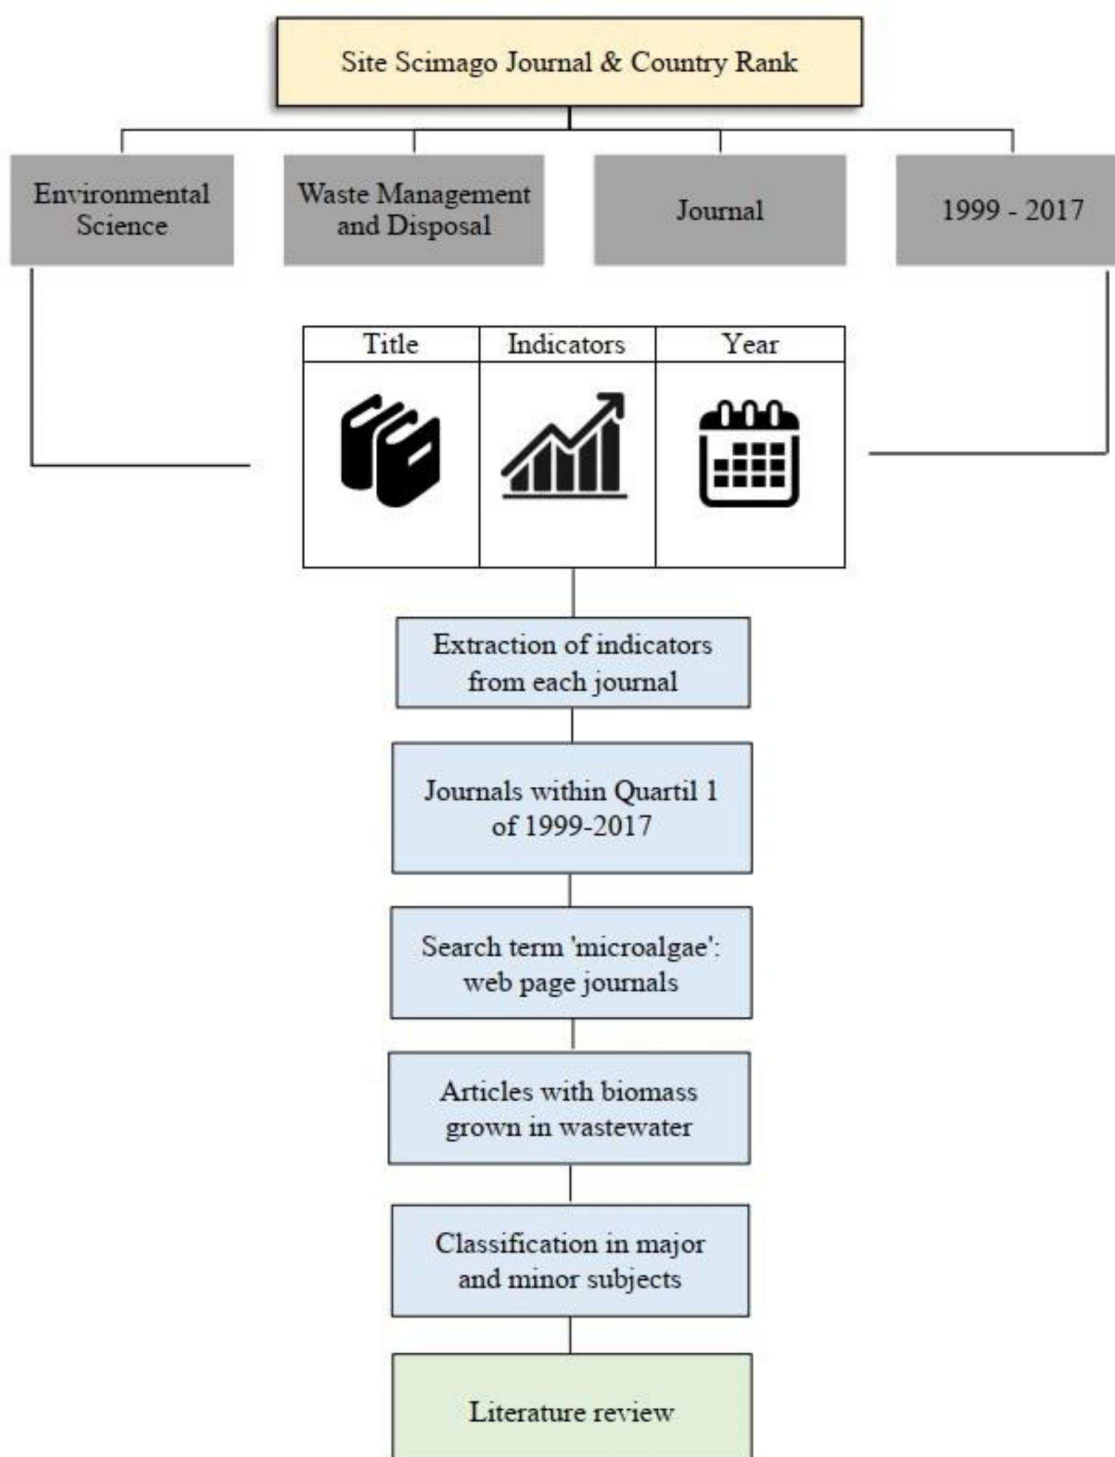 Site Scimago Journal & Country Rank
Environmental
Science
Waste Management
and Disposal
Journal
1999 - 2017
Title
Indicators
Year
Extraction of indicators
from each journal
Journals within Quartil 1
of 1999-2017
Search term 'microalgae':
web page journals
Articles with biomass
grown in wastewater
Classification in major
and minor subjects
Literature review